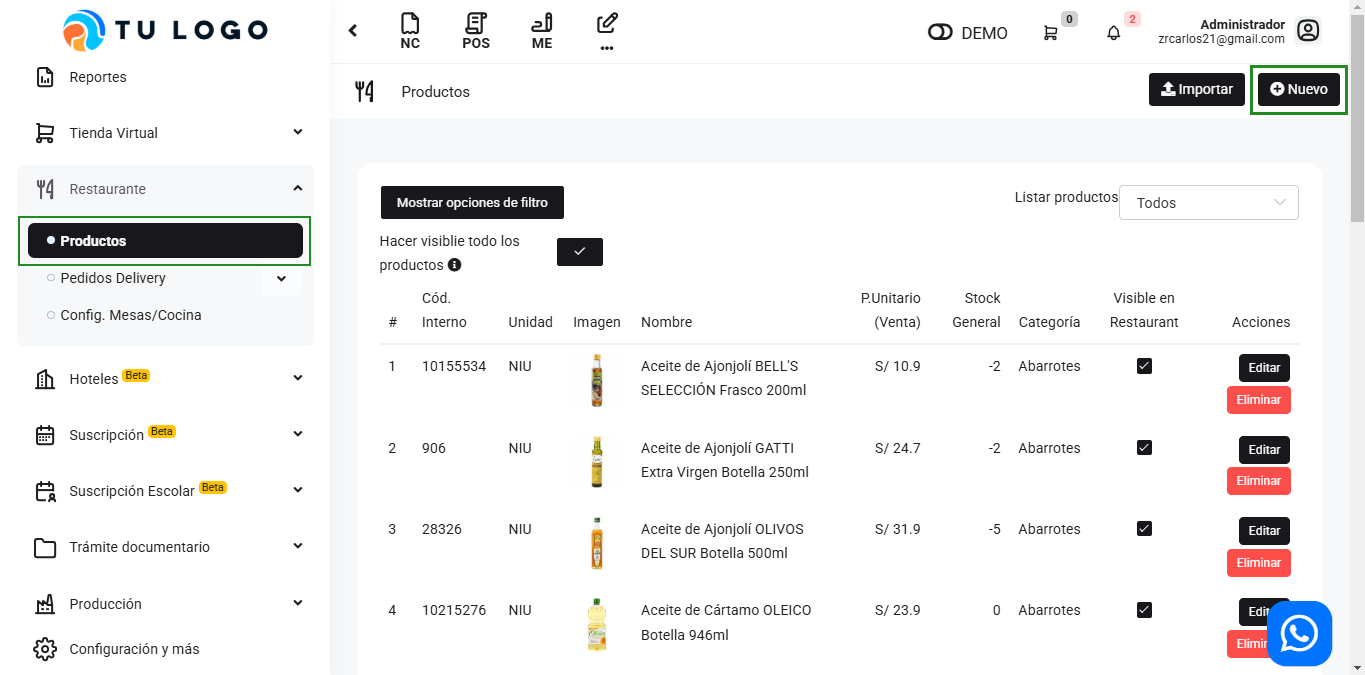 TU LOGO
NC
POS
ME
...
DEMO
0
2
Administrador
zrcarlos21@gmail.com
Reportes
Tienda Virtual
Restaurante
Productos
Pedidos Delivery
Config. Mesas/Cocina
Hoteles Beta
Suscripción Beta
Suscripción Escolar Beta
Trámite documentario
Producción
Configuración y más
Productos
Importar
Nuevo
Mostrar opciones de filtro
Listar productos
Todos
Hacer visiblie todo los
productos
# Cód. Interno Unidad Imagen Nombre P.Unitario (Venta) Stock General Categoría Visible en Restaurant Acciones
1 10155534 NIU Aceite de Ajonjolí BELL'S S/ 10.9 -2 Abarrotes Editar
SELECCIÓN Frasco 200ml Eliminar
2 906 NIU Aceite de Ajonjolí GATTI S/ 24.7 -2 Abarrotes Editar
Extra Virgen Botella 250ml Eliminar
3 28326 NIU Aceite de Ajonjolí OLIVOS S/ 31.9 -5 Abarrotes Editar
DEL SUR Botella 500ml Eliminar
4 10215276 NIU Aceite de Cártamo OLEICO S/ 23.9 0 Abarrotes
Botella 946ml